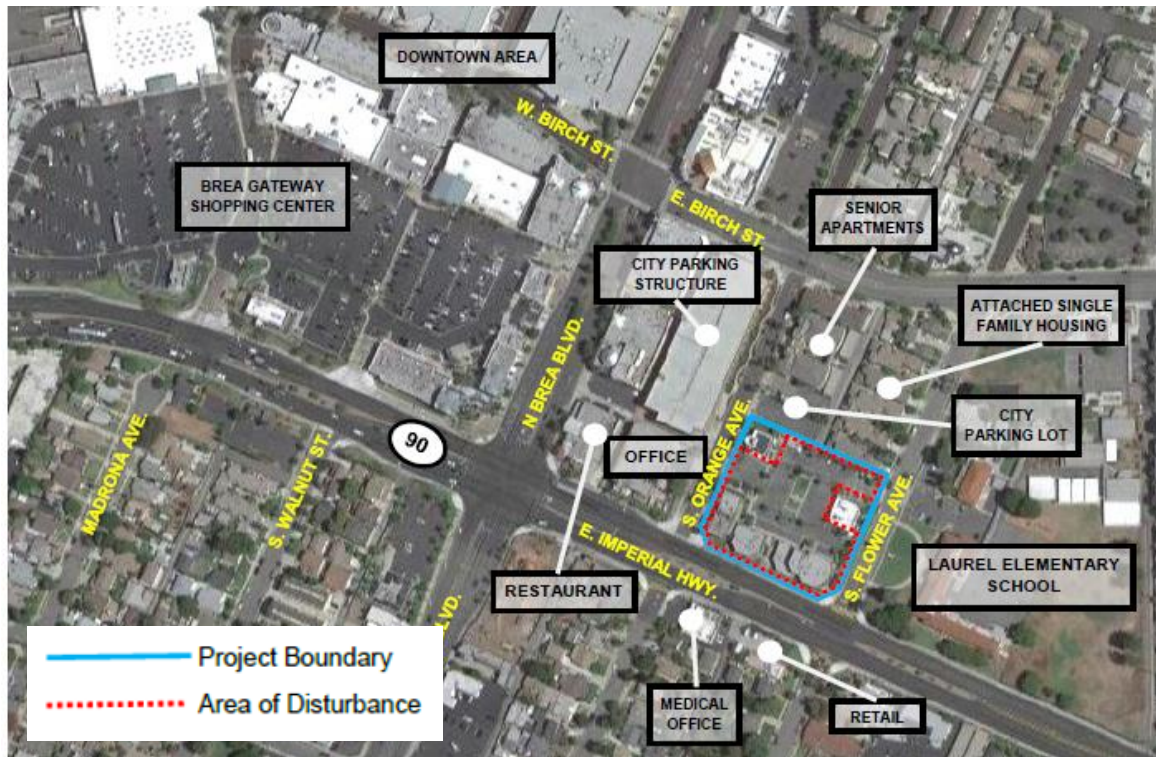 DOWNTOWN AREA
W. BIRCH ST.
BREA GATEWAY
SHOPPING CENTER
E. BIRCH ST.
SENIOR
APARTMENTS
CITY PARKING
STRUCTURE
ATTACHED SINGLE
FAMILY HOUSING
N BREA BLVD.
CITY
PARKING LOT
MADRONA AVE.
S. WALNUT ST.
90
OFFICE
S. ORANGE AVE.
S. FLOWER AVE.
E. IMPERIAL HWY.
RESTAURANT
LAUREL ELEMENTARY
SCHOOL
LVD.
Project Boundary
Area of Disturbance
MEDICAL
OFFICE
RETAIL